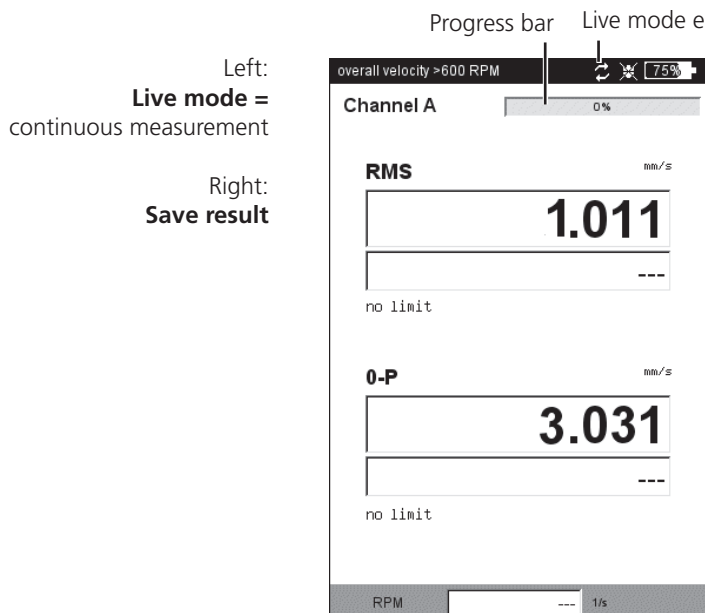 Progress bar
Live mode e
Left:
Live mode =
continuous measurement
Right:
Save result
overall velocity >600 RPM
75%
Channel A
0%
RMS
mm/s
1.011
---
no limit
0-P
mm/s
3.031
---
no limit
RPM
---
1/s